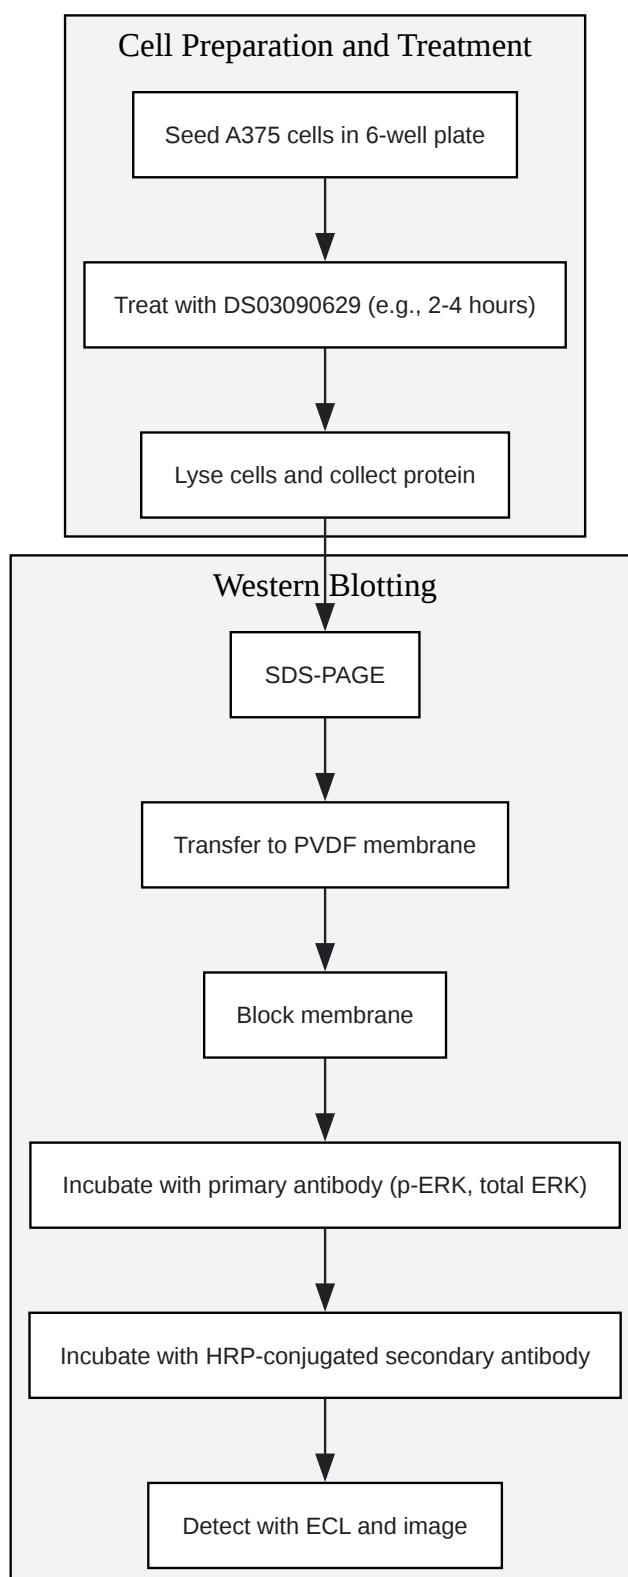 Cell Preparation and Treatment
Seed A375 cells in 6-well plate
Treat with DS03090629 (e.g., 2-4 hours)
Lyse cells and collect protein
Western Blotting
SDS-PAGE
Transfer to PVDF membrane
Block membrane
Incubate with primary antibody (p-ERK, total ERK)
Incubate with HRP-conjugated secondary antibody
Detect with ECL and image